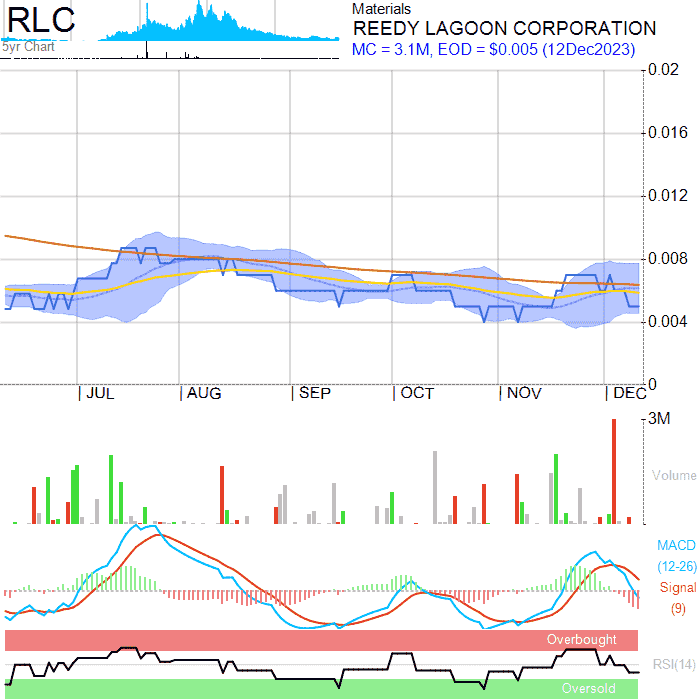 RLC
5yr Chart
Materials
REEDY LAGOON CORPORATION
MC = 3.1M, EOD = $0.005 (12Dec2023)
0.02
0.016
0.012
0.008
0.004
0
JUL AUG SEP OCT NOV DEC
3M
Volume
MACD
(12-26)
Signal
(9)
Overbought
RSI(14)
Oversold